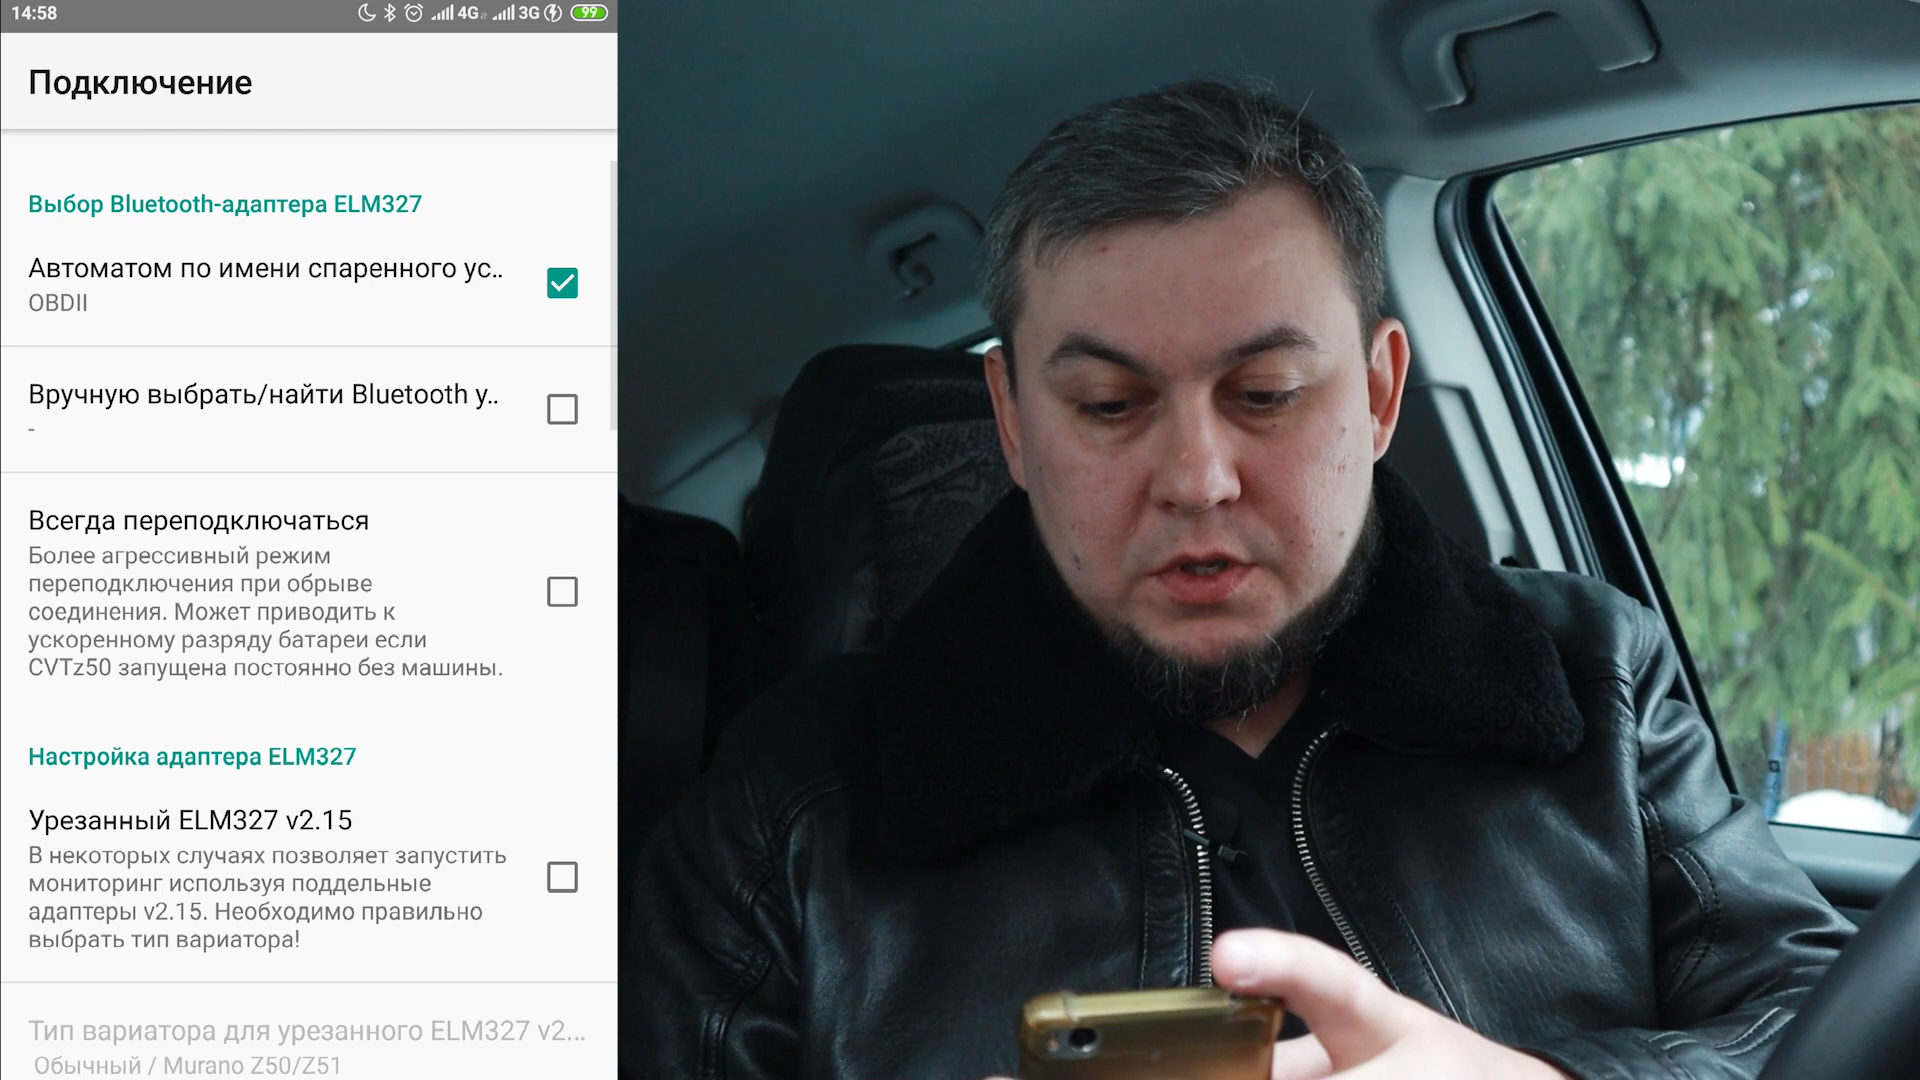 14:58
4G 3G 99
Подключение
Выбор Bluetooth-адаптера ELM327
Автоматом по имени спаренного ус..
OBDII
Вручную выбрать/найти Bluetooth у..
-
Всегда переподключаться
Более агрессивный режим
переподключения при обрыве
соединения. Может приводить к
ускоренному разряду батареи если
CVTz50 запущена постоянно без машины.
Настройка адаптера ELM327
Урезанный ELM327 v2.15
В некоторых случаях позволяет запустить
мониторинг используя поддельные
адаптеры v2.15. Необходимо правильно
выбрать тип вариатора!
Тип вариатора для урезанного ELM327 v2...
Обычный / Murano Z50/Z51